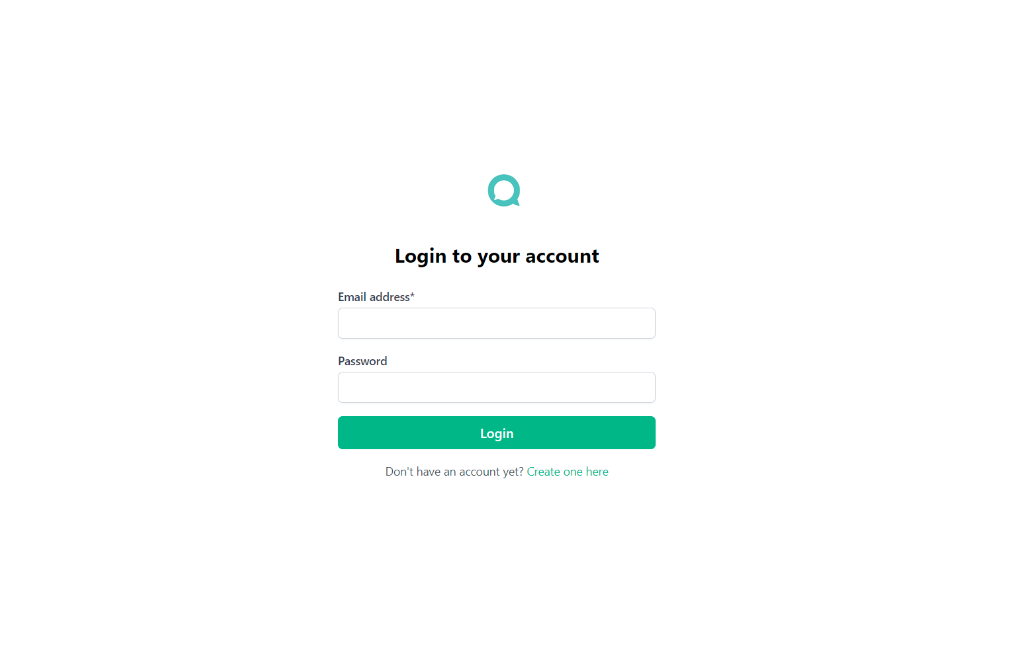 Login to your account
Email address*
Password
Login
Don't have an account yet? Create one here